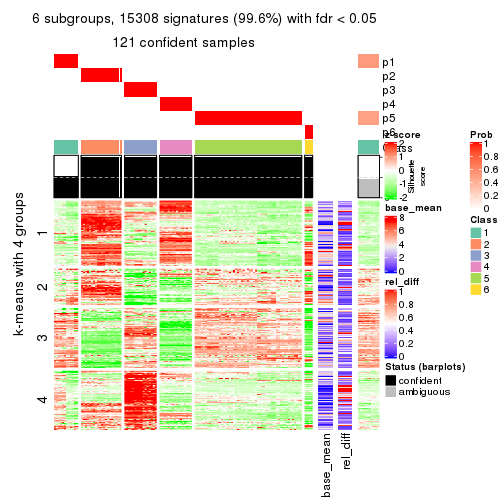 6 subgroups, 15308 signatures (99.6%) with fdr < 0.05
121 confident samples
p1
p2
p3
p4
p5
p6
z-score
2
1
0
-1
-2
Silhouette
score
Prob
1
0.8
0.6
0.4
0.2
0
base_mean
8
6
4
2
0
Class
1
2
3
4
5
6
rel_diff
1
0.8
0.6
0.4
0.2
0
Status (barplots)
confident
ambiguous
k-means with 4 groups
1
2
3
4
base_mean
rel_diff